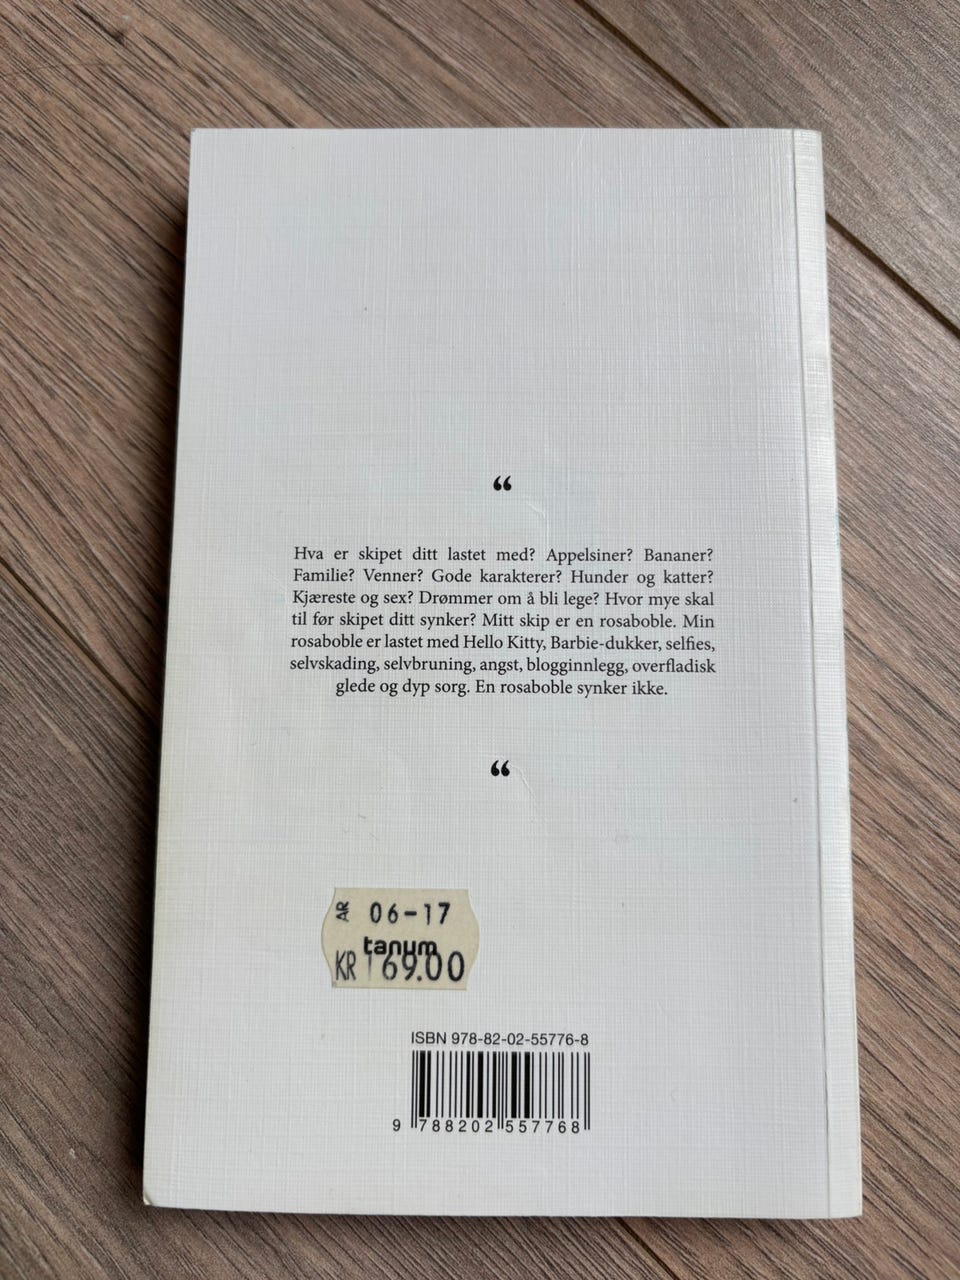 “
Hva er skipet ditt lastet med? Appelsiner? Bananer?
Familie? Venner? Gode karakterer? Hunder og katter?
Kjæreste og sex? Drømmer om å bli lege? Hvor mye skal
til før skipet ditt synker? Mitt skip er en rosaboble. Min
rosaboble er lastet med Hello Kitty, Barbie-dukker, selfies,
selvskading, selvbruning, angst, blogginnlegg, overfladisk
glede og dyp sorg. En rosaboble synker ikke.
“
AR 06-17
tanum
KR 169.00
ISBN 978-82-02-55776-8
9 788202 557768